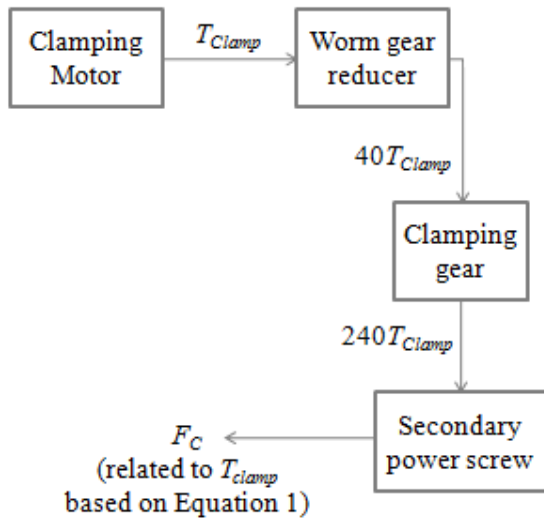 Clamping
Motor
T_Clamp
Worm gear
reducer
40T_Clamp
Clamping
gear
240T_Clamp
Secondary
power screw
F_C
(related to T_clamp
based on Equation 1)